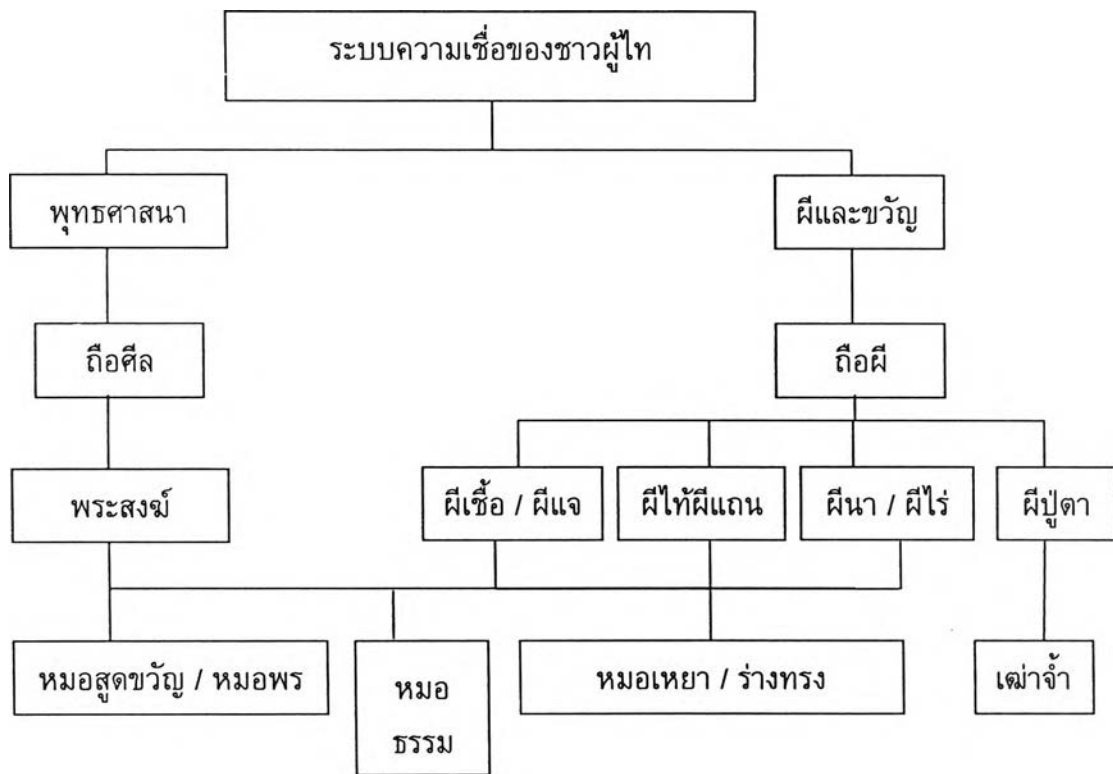 ระบบความเชื่อของชาวผู้ไท
พุทธศาสนา
ผีและขวัญ
ถือศีล
ถือผี
พระสงฆ์
ผีเชื้อ / ผีแจ
ผีไท้ผีแถน
ผีนา / ผีไร่
ผีปู่ตา
หมอสูดขวัญ / หมอพร
หมอ
ธรรม
หมอเหยา / ร่างทรง
เฒ่าจ้ำ